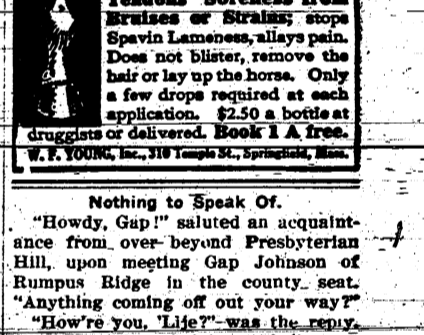 Tendons Soreness from
Bruises or Strains; stops
Spavin Lameness, allays pain.
Does not blister, remove the
hair or lay up the horse. Only
a few drops required at each
application. $2.50 a bottle at
druggists or delivered. Book 1 A free.
W. F. YOUNG, Inc., 310 Temple St., Springfield, Mass.
Nothing to Speak Of.
"Howdy, Gap!" saluted an acquaint-
ance from over beyond Presbyterian
Hill, upon meeting Gap Johnson of
Rumpus Ridge in the county seat.
"Anything coming off out your way?"
"How're you, 'Lije?" was the reply.